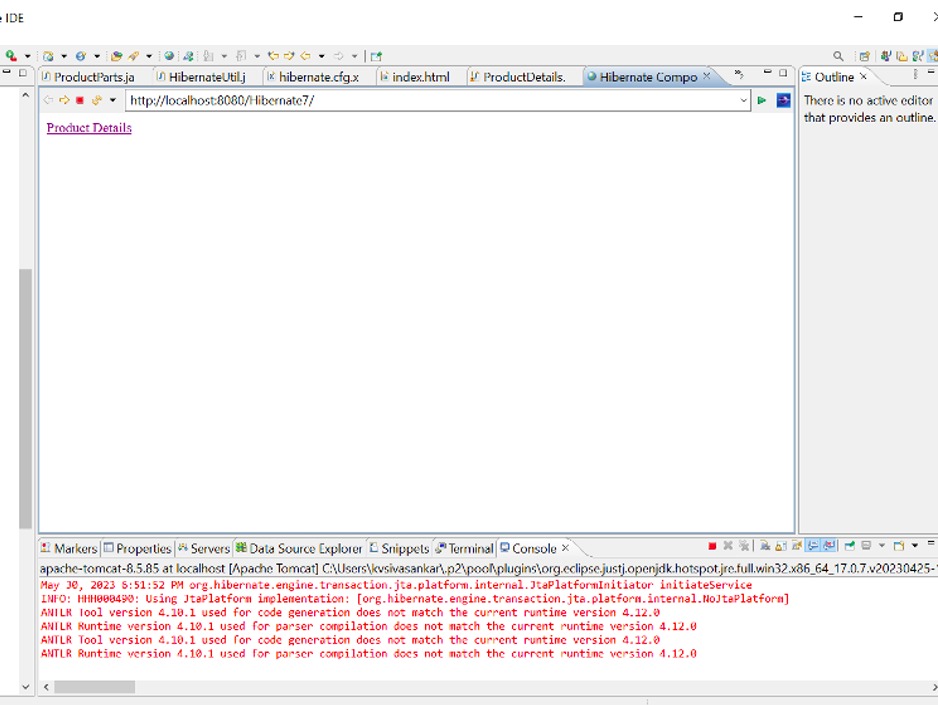 e IDE
ProductParts.ja HibernateUtil.j hibernate.cfg.x index.html ProductDetails. Hibernate Compo
Outline
http://localhost:8080/Hibernate7/
There is no active editor
that provides an outline.
Product Details
Markers Properties Servers Data Source Explorer Snippets Terminal Console
apache-tomcat-8.5.85 at localhost [Apache Tomcat] C:\Users\kvsivasankar\.p2\pool\plugins\org.eclipse.justj.openjdk.hotspot.jre.full.win32.x86_64_17.0.7.v20230425-
May 30, 2023 6:51:52 PM org.hibernate.engine.transaction.jta.platform.internal.JtaPlatformInitiator initiateService
INFO: HHH000490: Using JtaPlatform implementation: [org.hibernate.engine.transaction.jta.platform.internal.NoJtaPlatform]
ANTLR Tool version 4.10.1 used for code generation does not match the current runtime version 4.12.0
ANTLR Runtime version 4.10.1 used for parser compilation does not match the current runtime version 4.12.0
ANTLR Tool version 4.10.1 used for code generation does not match the current runtime version 4.12.0
ANTLR Runtime version 4.10.1 used for parser compilation does not match the current runtime version 4.12.0